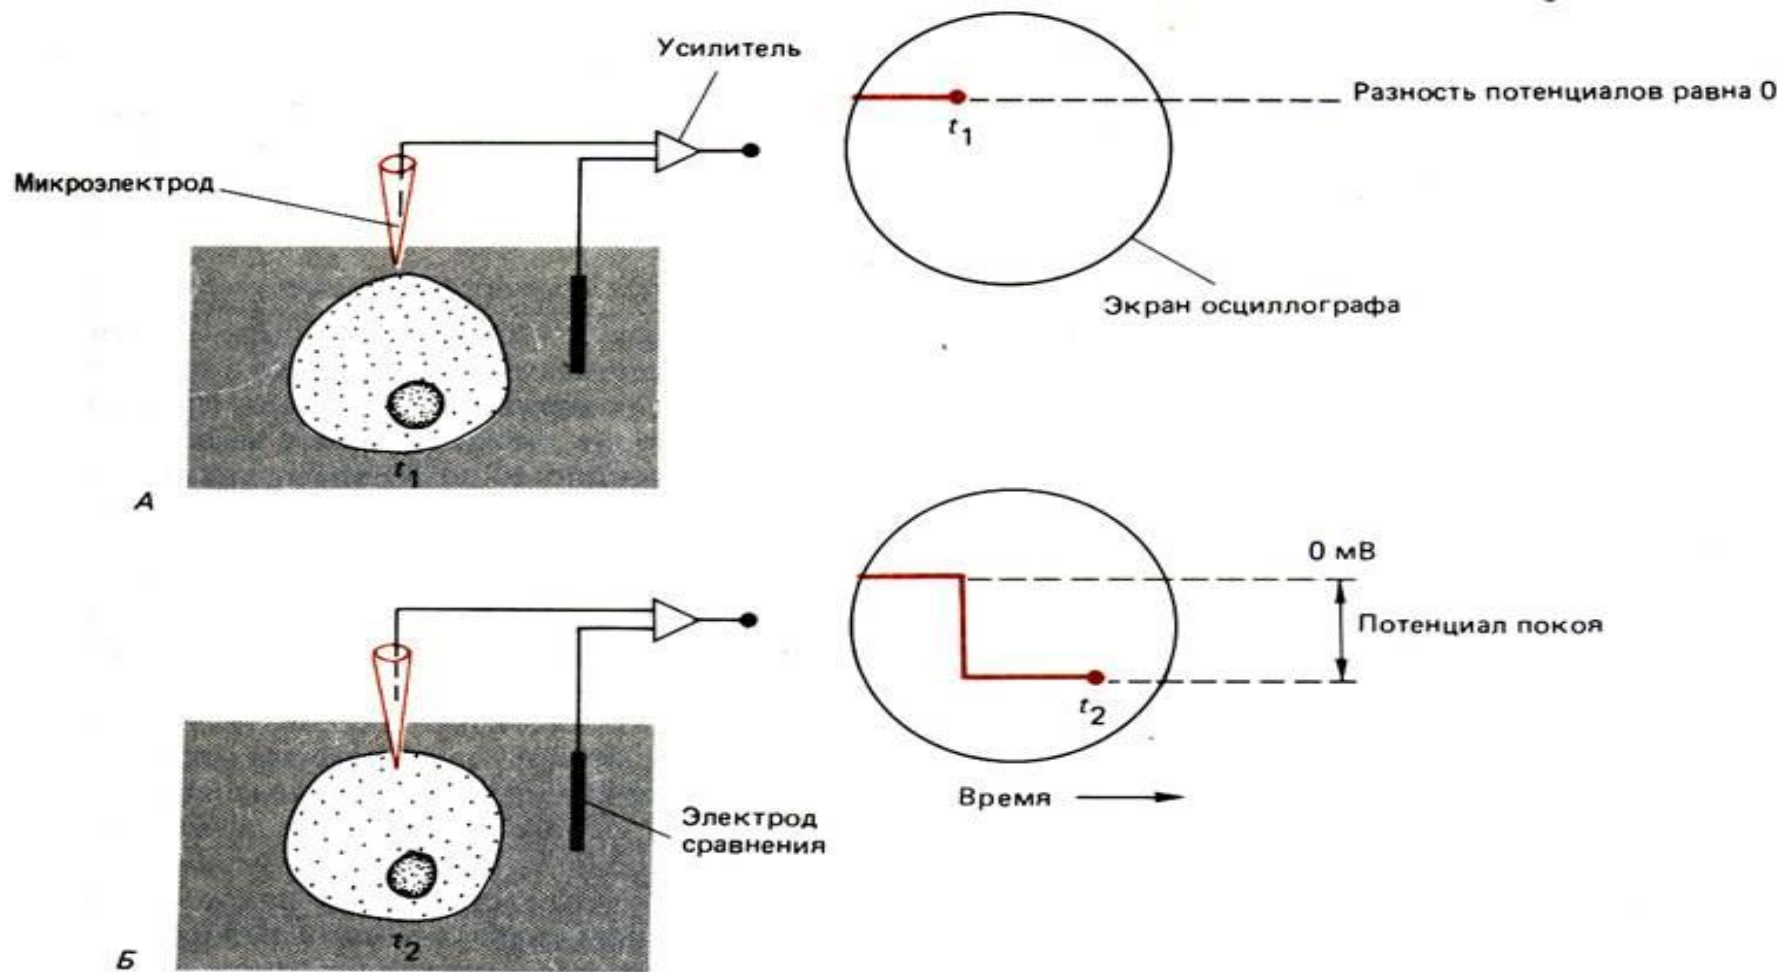 Усилитель
Разность потенциалов равна 0
t1
Микроэлектрод
Экран осциллографа
t1
А
0 мВ
Потенциал покоя
t2
Время
Электрод
сравнения
t2
Б